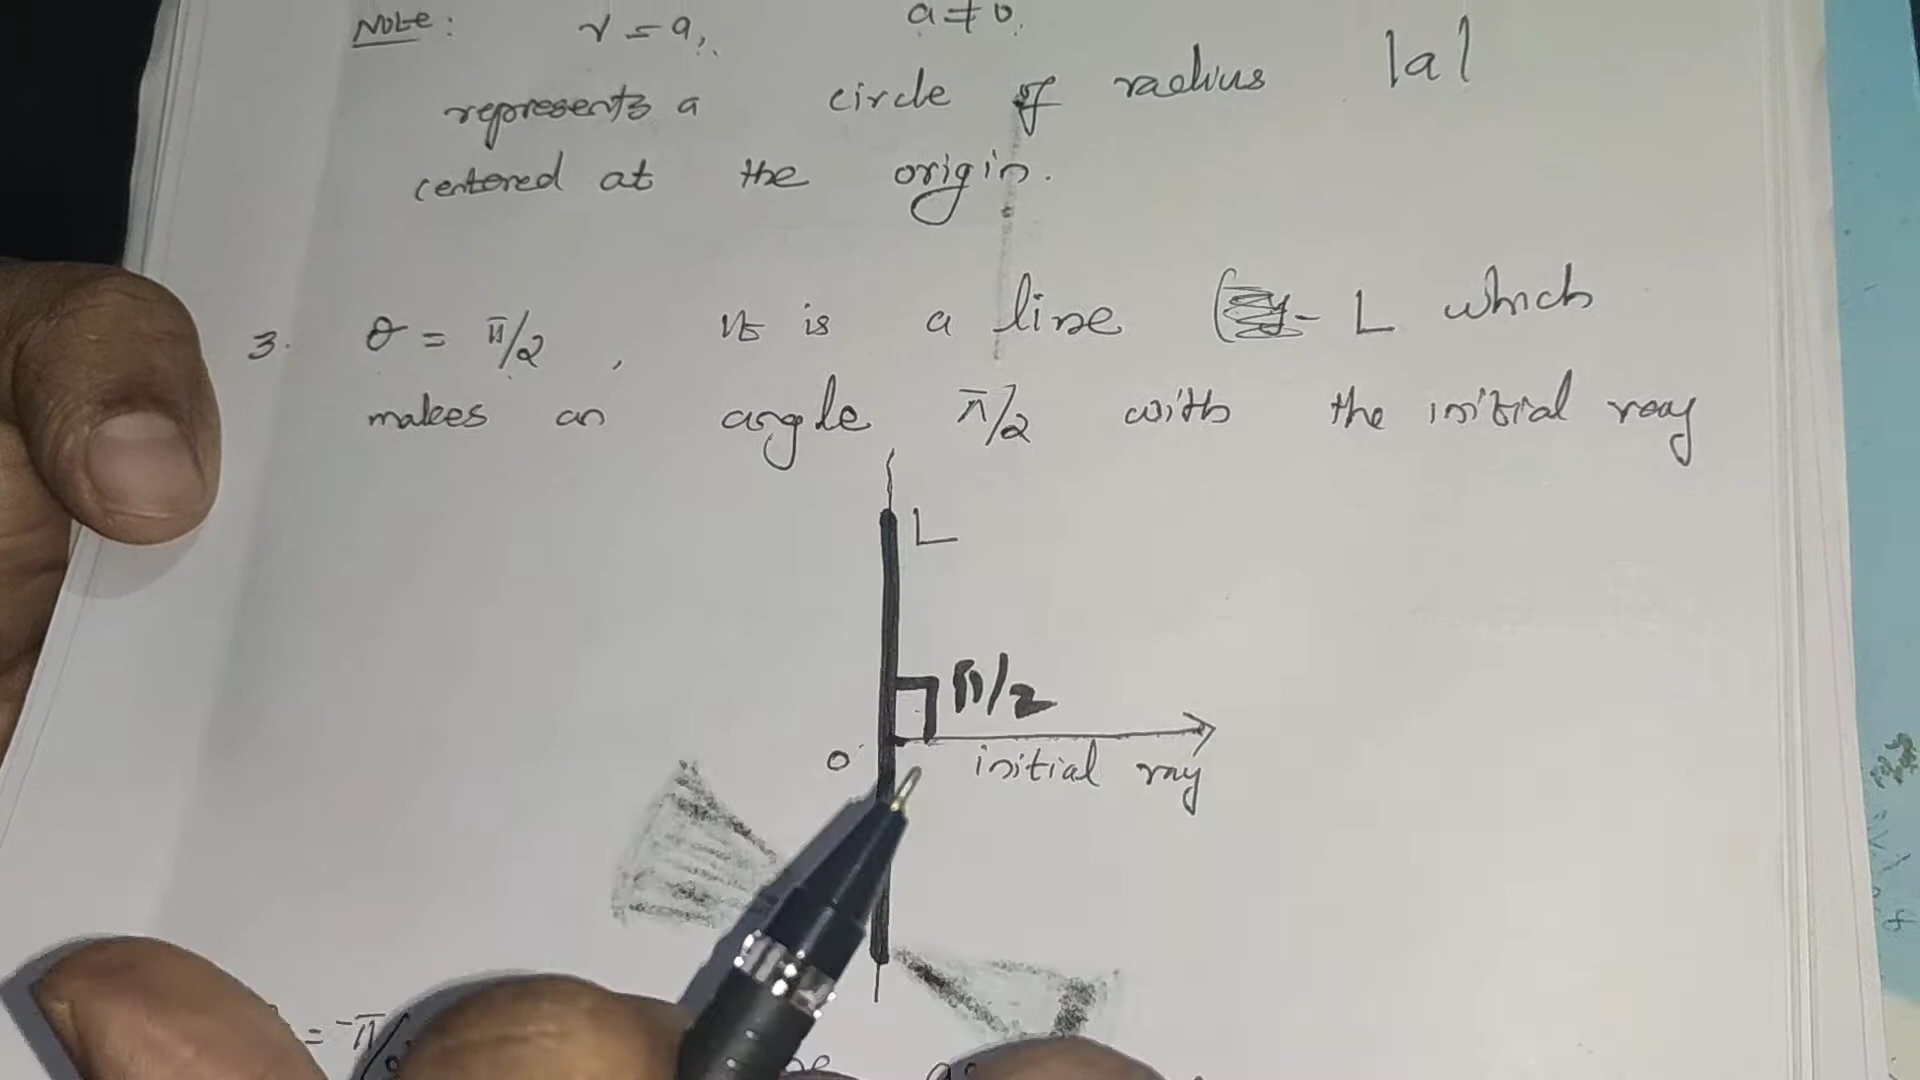 Note: r = a, a ≠ 0.
represents a circle of radius |a|
centered at the origin.
3. θ = π/2, it is a line L which
makes an angle π/2 with the initial ray
L
π/2
O
initial ray
= -π/